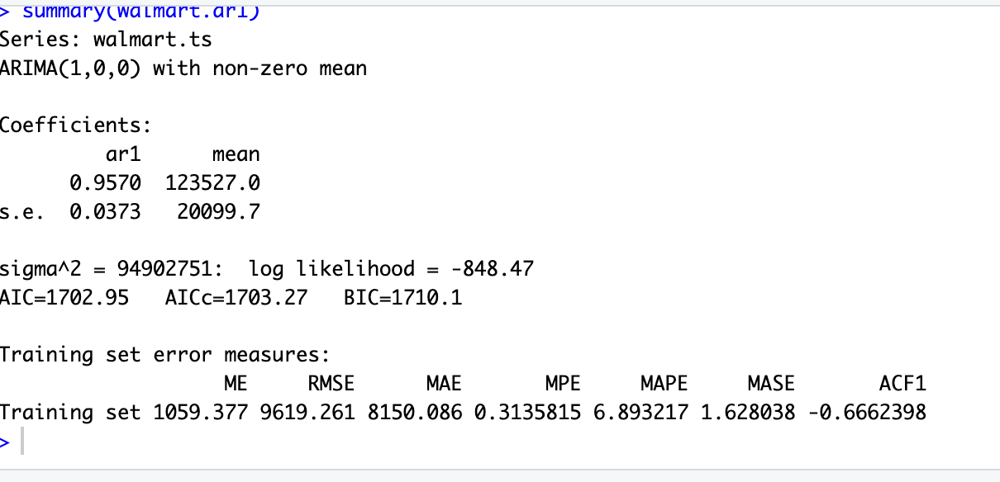 > summary(walmart.ar1)
Series: walmart.ts
ARIMA(1,0,0) with non-zero mean
Coefficients:
ar1 mean
0.9570 123527.0
s.e. 0.0373 20099.7
sigma^2 = 94902751: log likelihood = -848.47
AIC=1702.95 AICc=1703.27 BIC=1710.1
Training set error measures:
ME RMSE MAE MPE MAPE MASE ACF1
Training set 1059.377 9619.261 8150.086 0.3135815 6.893217 1.628038 -0.6662398
>